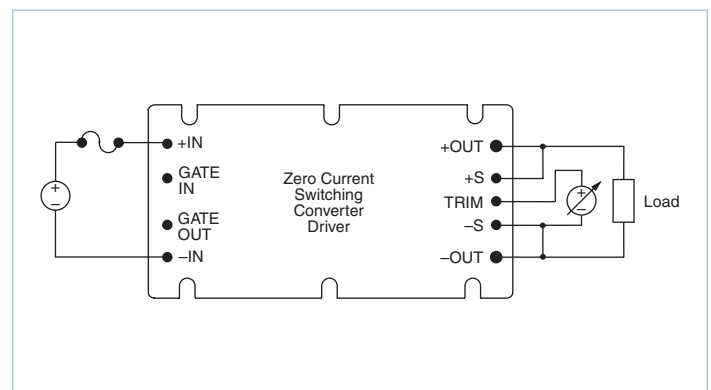 +IN
GATE
IN
GATE
OUT
–IN
Zero Current
Switching
Converter
Driver
+OUT
+S
TRIM
–S
–OUT
+
–
+
–
Load